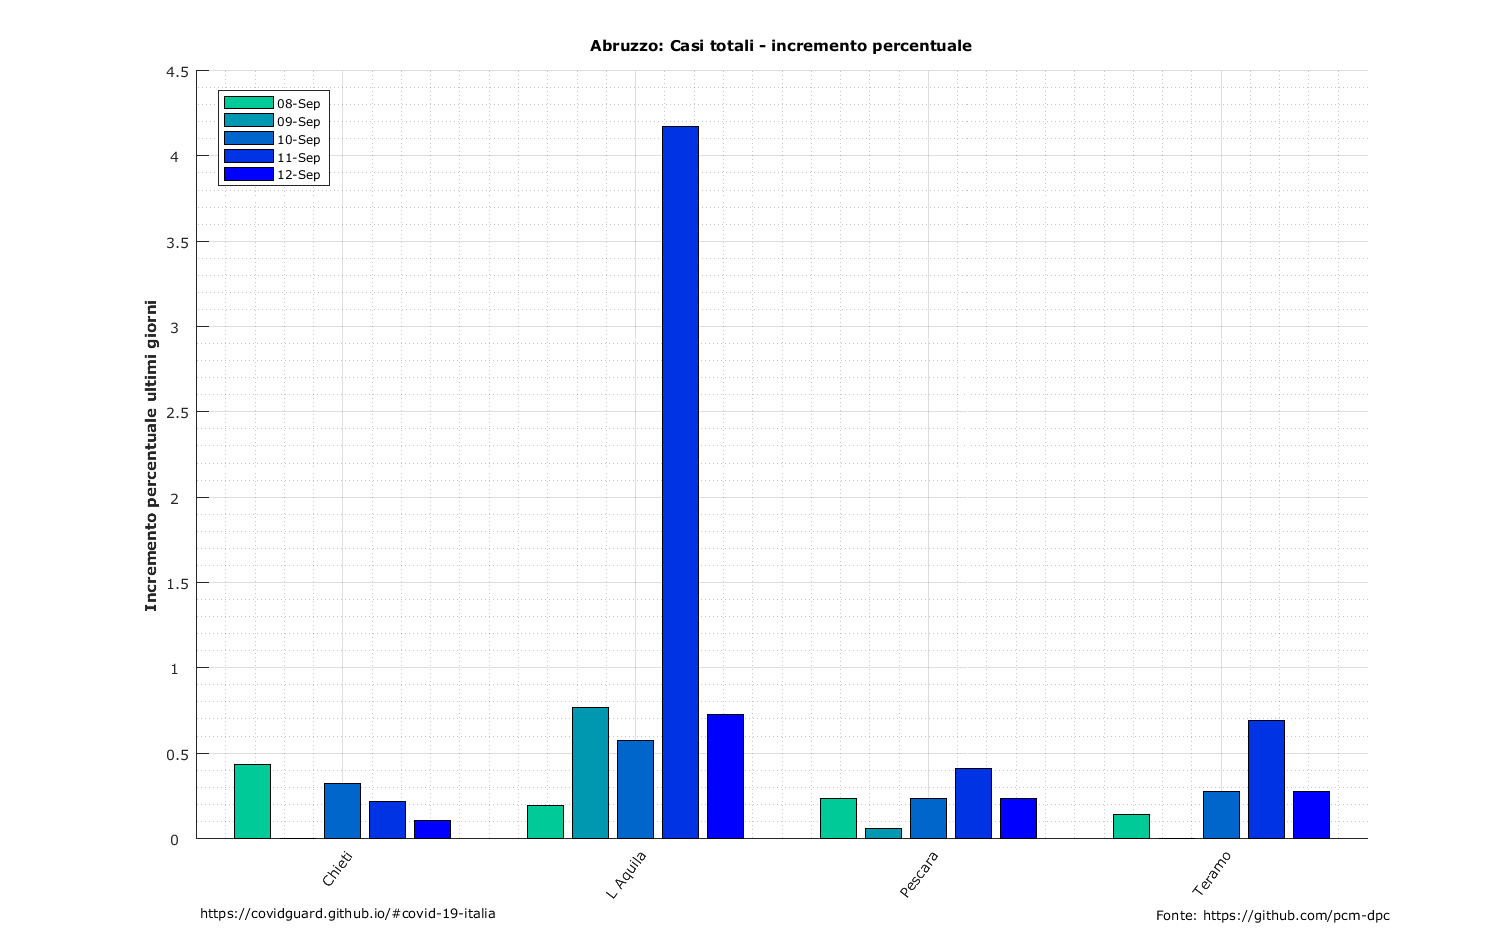 Abruzzo: Casi totali - incremento percentuale
4.5
4
3.5
3
2.5
2
1.5
1
0.5
0
Incremento percentuale ultimi giorni
08-Sep
09-Sep
10-Sep
11-Sep
12-Sep
Chieti
L Aquila
Pescara
Teramo
https://covidguard.github.io/#covid-19-italia
Fonte: https://github.com/pcm-dpc